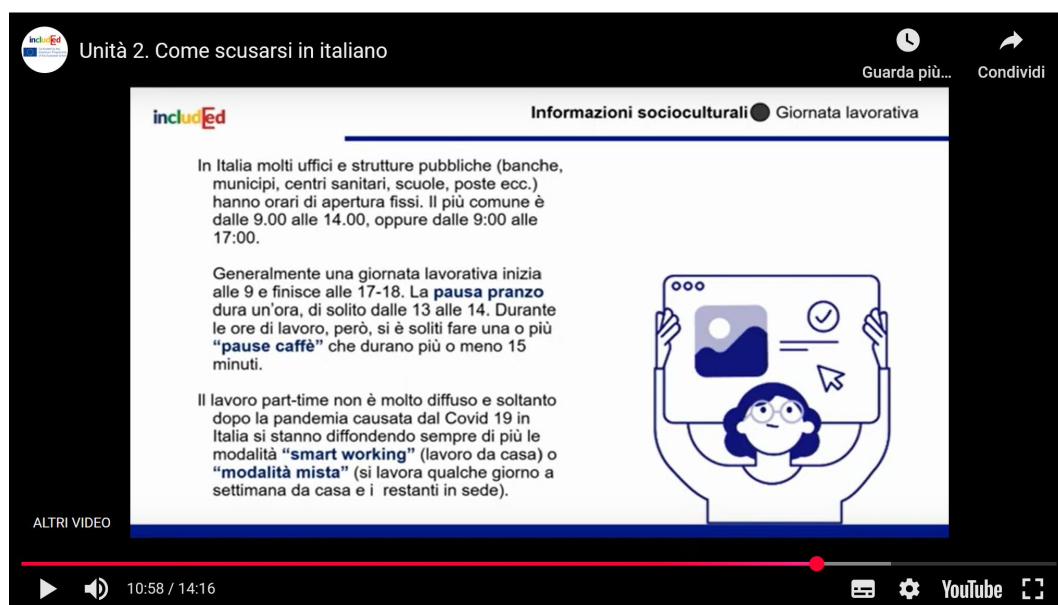 includ[ed
Unità 2. Come scusarsi in italiano
Guarda più...
Condividi
includ[ed
Informazioni socioculturali Giornata lavorativa
In Italia molti uffici e strutture pubbliche (banche,
municipi, centri sanitari, scuole, poste ecc.)
hanno orari di apertura fissi. Il più comune è
dalle 9.00 alle 14.00, oppure dalle 9:00 alle
17:00.
Generalmente una giornata lavorativa inizia
alle 9 e finisce alle 17-18. La pausa pranzo
dura un'ora, di solito dalle 13 alle 14. Durante
le ore di lavoro, però, si è soliti fare una o più
“pause caffè” che durano più o meno 15
minuti.
Il lavoro part-time non è molto diffuso e soltanto
dopo la pandemia causata dal Covid 19 in
Italia si stanno diffondendo sempre di più le
modalità “smart working” (lavoro da casa) o
“modalità mista” (si lavora qualche giorno a
settimana da casa e i restanti in sede).
ALTRI VIDEO
10:58 / 14:16
YouTube